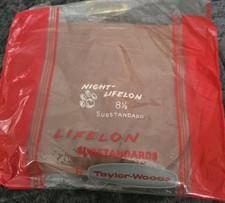 NIGHT-
LIFELON
8½
SUBSTANDARD
LIFELON
SUBSTANDARDS
Taylor-Woods